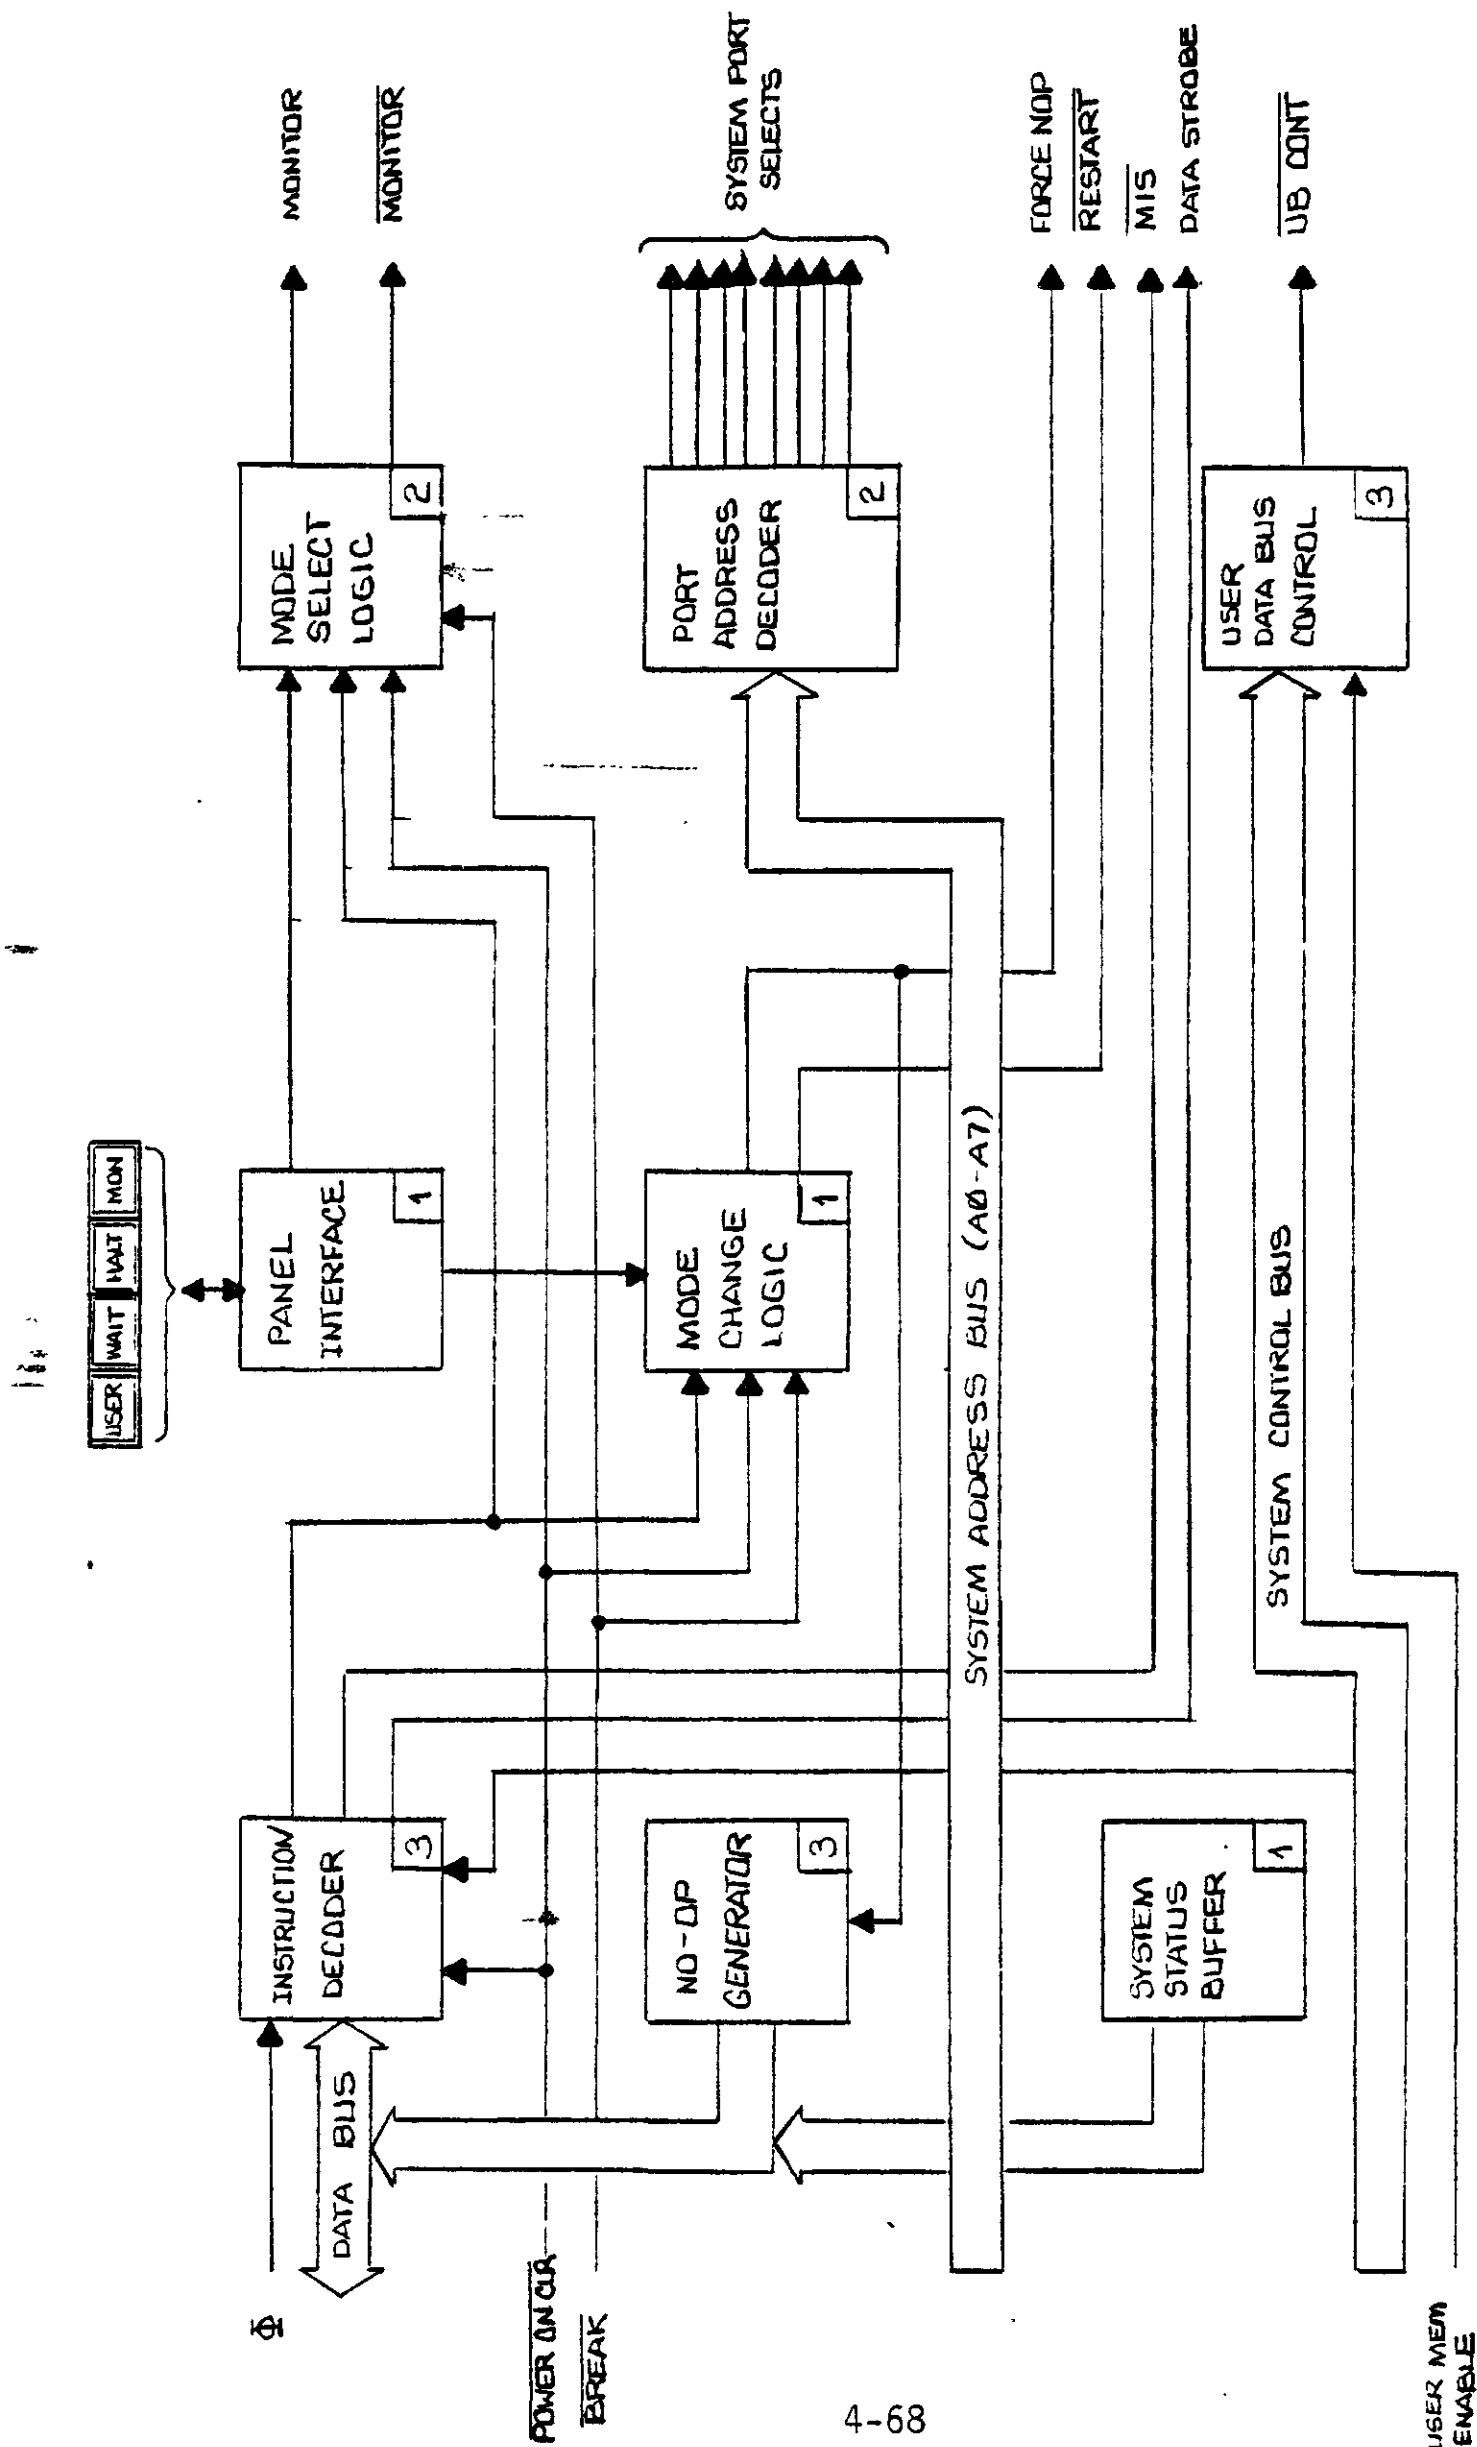 USER WAIT HALT MON
Φ
DATA BUS
POWER ON CLR
BREAK
INSTRUCTION
DECODER
3
PANEL
INTERFACE
1
MODE
SELECT
LOGIC
2
MONITOR
MONITOR
NO-OP
GENERATOR
3
MODE
CHANGE
LOGIC
1
PORT
ADDRESS
DECODER
2
SYSTEM PORT
SELECTS
SYSTEM ADDRESS BUS (AØ-A7)
FORCE NOP
RESTART
MIS
DATA STROBE
SYSTEM
STATUS
BUFFER
1
SYSTEM CONTROL BUS
USER
DATA BUS
CONTROL
3
UB CONT
USER MEM
ENABLE
4-68